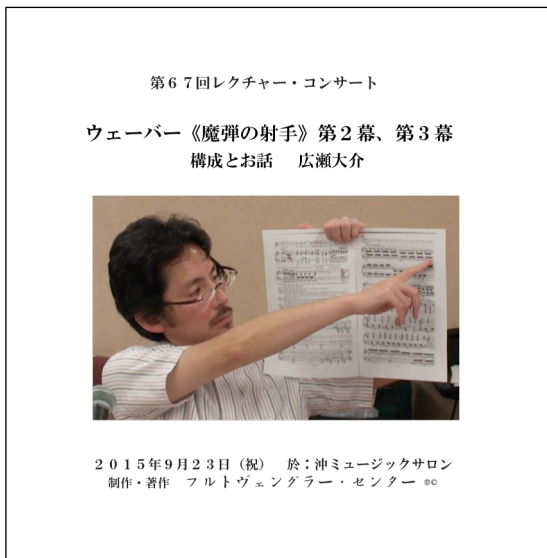 第６７回レクチャー・コンサート
ウェーバー《魔弾の射手》第２幕、第３幕
構成とお話　広瀬大介
２０１５年９月２３日（祝）　於：沖ミュージックサロン
制作・著作　フルトヴェングラー・センター ®©